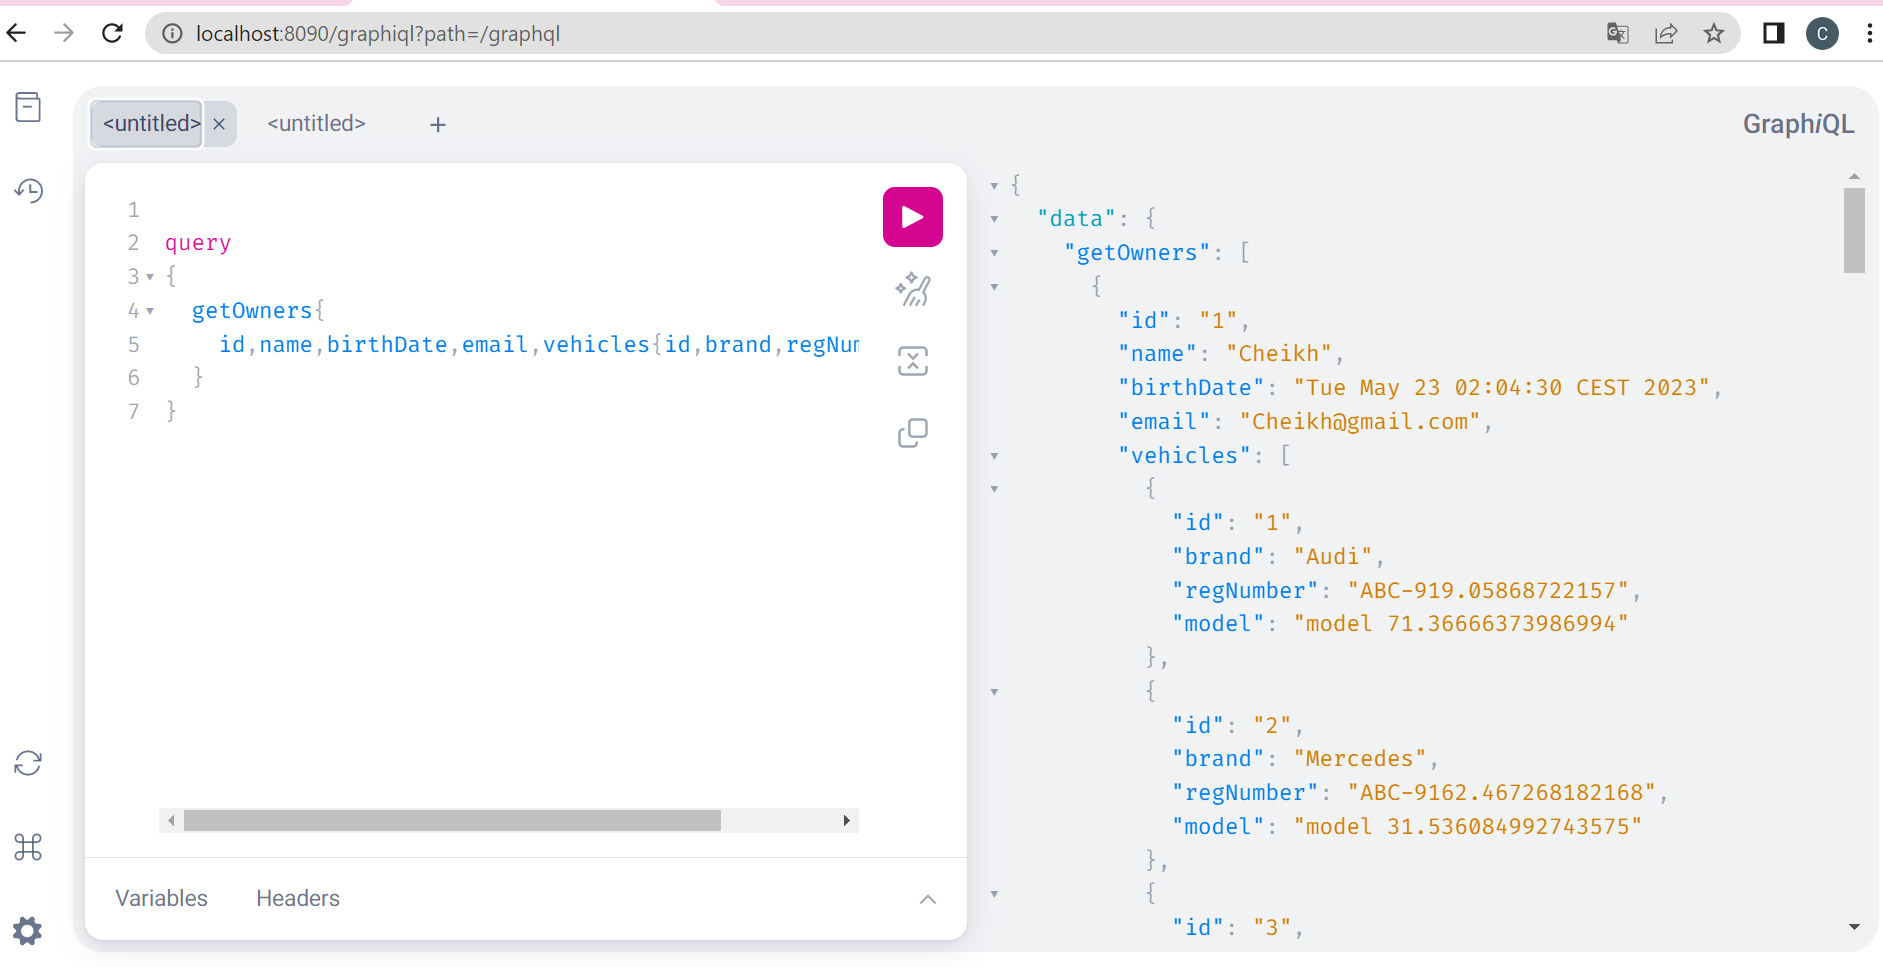 localhost:8090/graphiql?path=/graphql
C
<untitled> × <untitled> +
GraphiQL
1
2 query
3 {
4 getOwners{
5 id,name,birthDate,email,vehicles{id,brand,regNum
6 }
7 }
Variables Headers
{
"data": {
"getOwners": [
{
"id": "1",
"name": "Cheikh",
"birthDate": "Tue May 23 02:04:30 CEST 2023",
"email": "Cheikh@gmail.com",
"vehicles": [
{
"id": "1",
"brand": "Audi",
"regNumber": "ABC-919.05868722157",
"model": "model 71.36666373986994"
},
{
"id": "2",
"brand": "Mercedes",
"regNumber": "ABC-9162.467268182168",
"model": "model 31.536084992743575"
},
{
"id": "3",